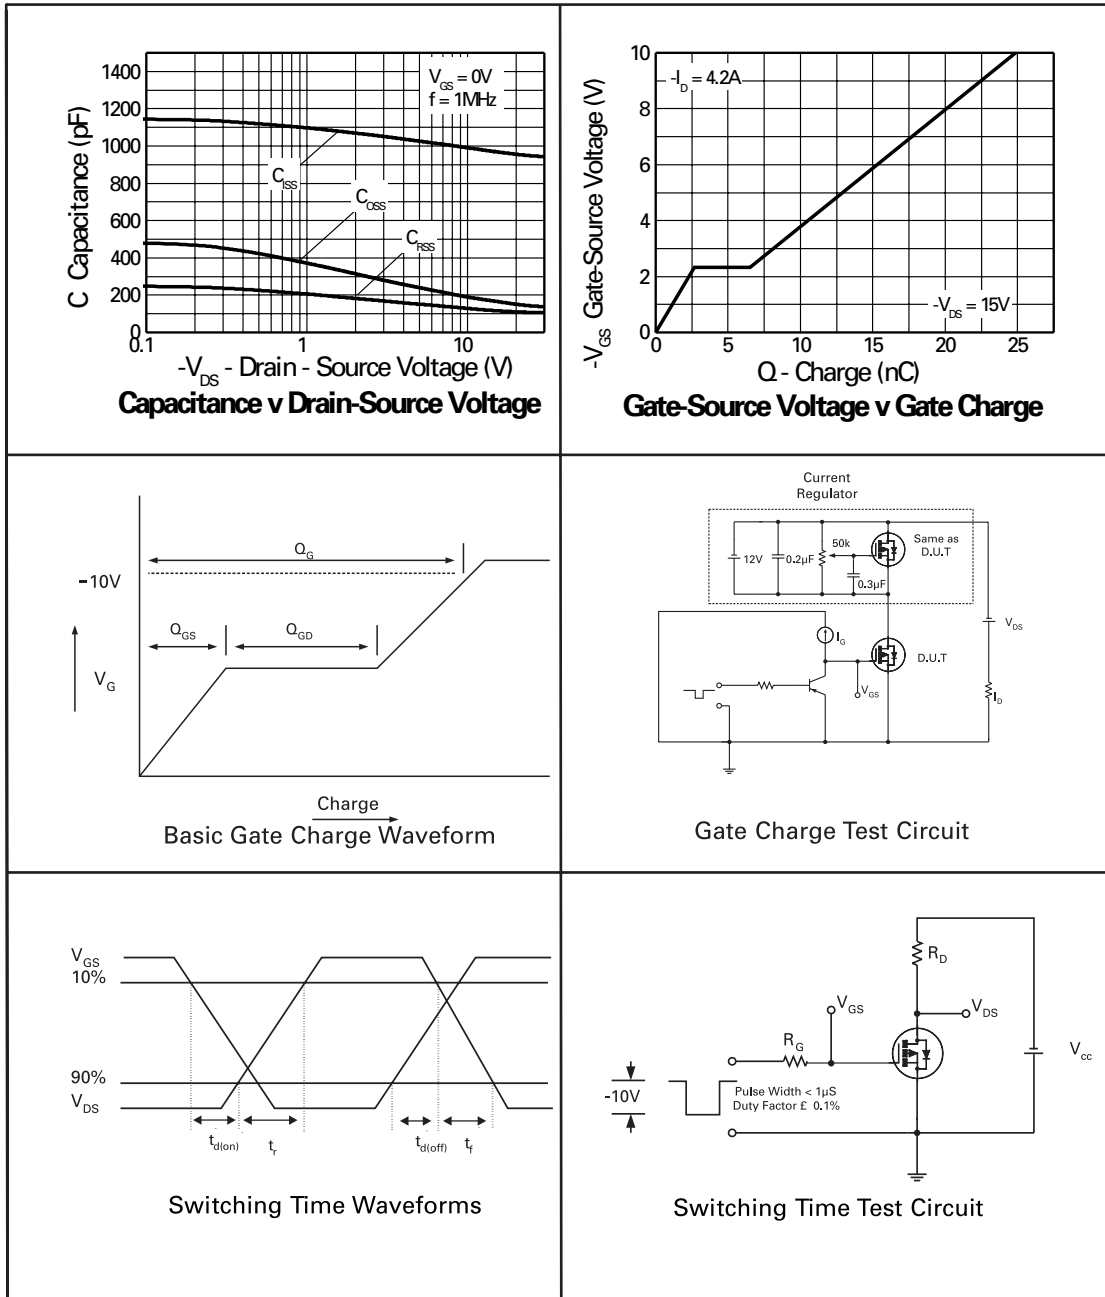 1400
1200
1000
800
600
400
200
0
C Capacitance (pF)
V_GS = 0V
f = 1MHz
C_ISS
C_OSS
C_RSS
0.1
1
10
-V_DS - Drain - Source Voltage (V)
Capacitance v Drain-Source Voltage
10
8
6
4
2
0
-V_GS Gate-Source Voltage (V)
-I_D = 4.2A
-V_DS = 15V
0 5 10 15 20 25
Q - Charge (nC)
Gate-Source Voltage v Gate Charge
Q_G
-10V
Q_GS
Q_GD
V_G
Charge
Basic Gate Charge Waveform
Current
Regulator
12V
0.2µF
50k
0.3µF
Same as
D.U.T
I_G
V_DS
D.U.T
V_GS
I_D
Gate Charge Test Circuit
V_GS
10%
90%
V_DS
t_d(on)
t_r
t_d(off)
t_f
Switching Time Waveforms
R_D
V_GS
V_DS
R_G
V_cc
-10V
Pulse Width < 1µS
Duty Factor £ 0.1%
Switching Time Test Circuit